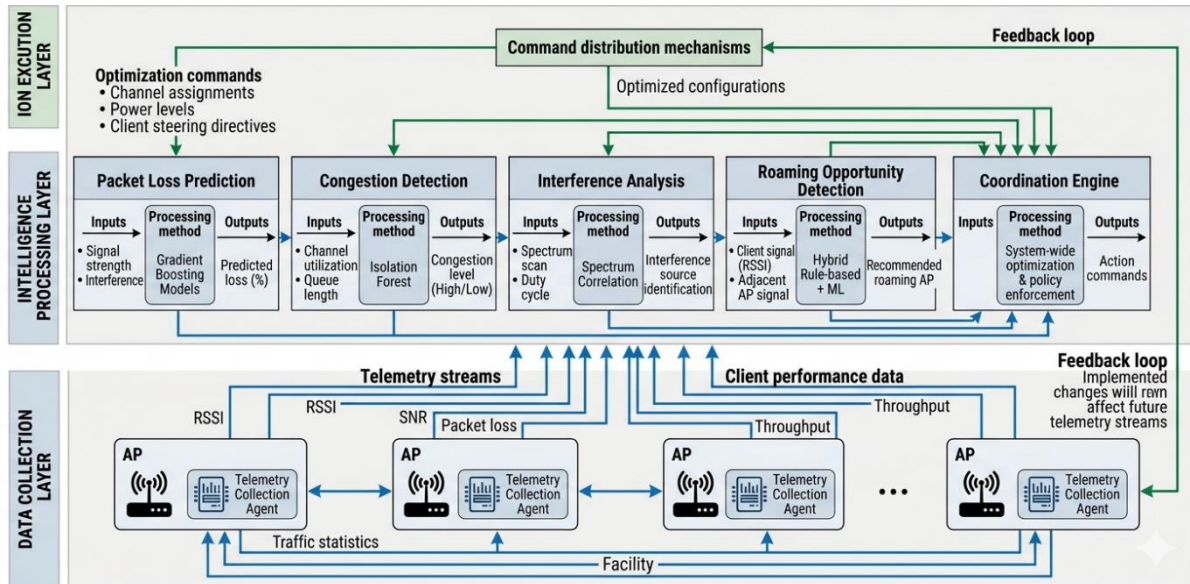 ION EXCUTION
LAYER
Command distribution mechanisms
Feedback loop
Optimization commands
• Channel assignments
• Power levels
• Client steering directives
Optimized configurations
INTELLIGENCE
PROCESSING LAYER
Packet Loss Prediction
Inputs
• Signal
strength
• Interference
Processing
method
Gradient
Boosting
Models
Outputs
Predicted
loss (%)
Congestion Detection
Inputs
• Channel
utilization
• Queue
length
Processing
method
Isolation
Forest
Outputs
Congestion
level
(High/Low)
Interference Analysis
Inputs
• Spectrum
scan
• Duty
cycle
Processing
method
Spectrum
Correlation
Outputs
Interference
source
identification
Roaming Opportunity
Detection
Inputs
• Client signal
(RSSI)
• Adjacent
AP signal
Processing
method
Hybrid
Rule-based
+ ML
Outputs
Recommended
roaming AP
Coordination Engine
Inputs
Processing
method
System-wide
optimization
& policy
enforcement
Outputs
Action
commands
DATA COLLECTION
LAYER
Telemetry streams
Client performance data
Feedback loop
Implemented
changes
affect future
telemetry streams
RSSI
RSSI
SNR
Packet loss
Throughput
Throughput
AP
Telemetry
Collection
Agent
AP
Telemetry
Collection
Agent
AP
Telemetry
Collection
Agent
•••
AP
Telemetry
Collection
Agent
Traffic statistics
Facility